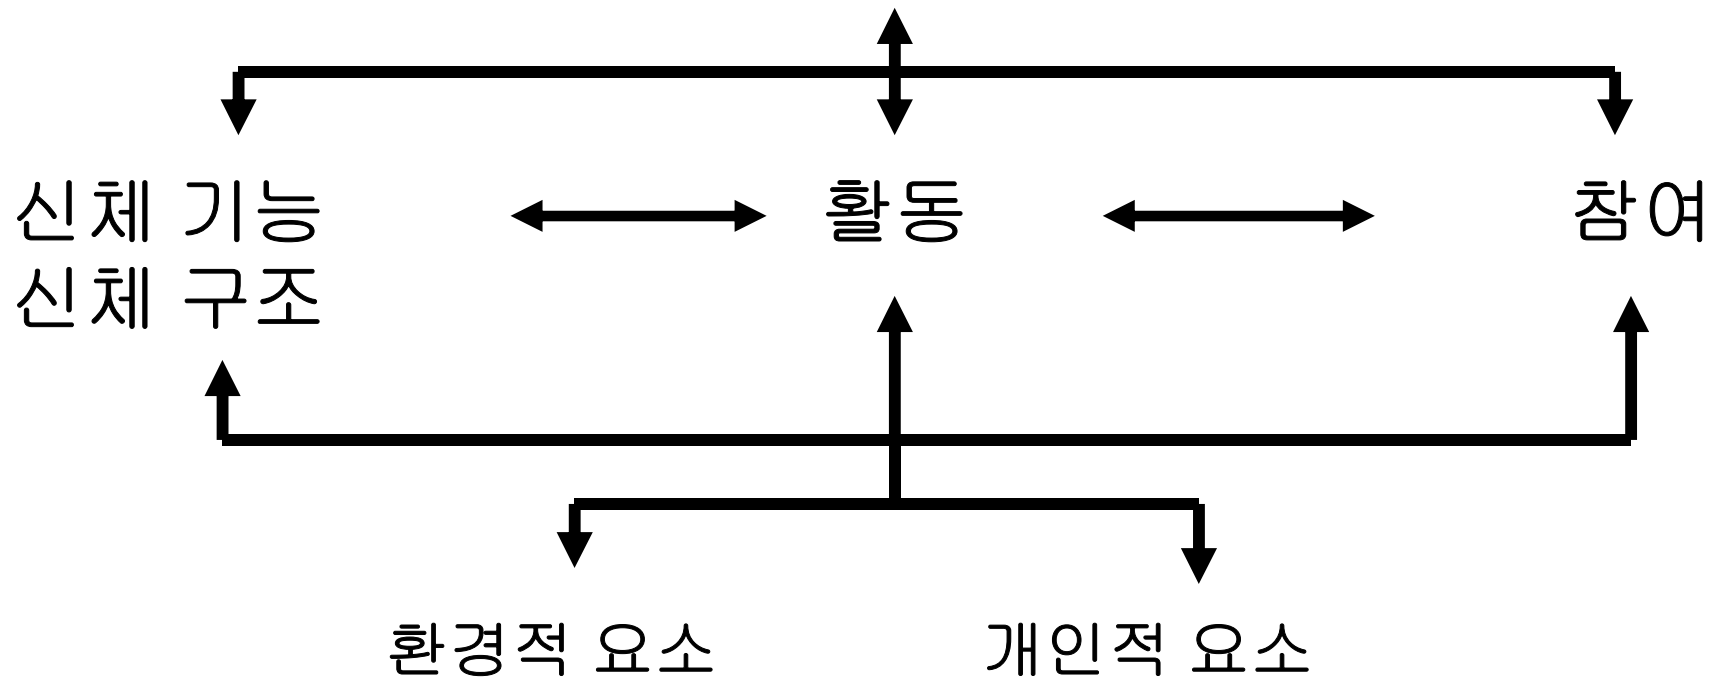 신체 기능
신체 구조
활동
참여
환경적 요소
개인적 요소